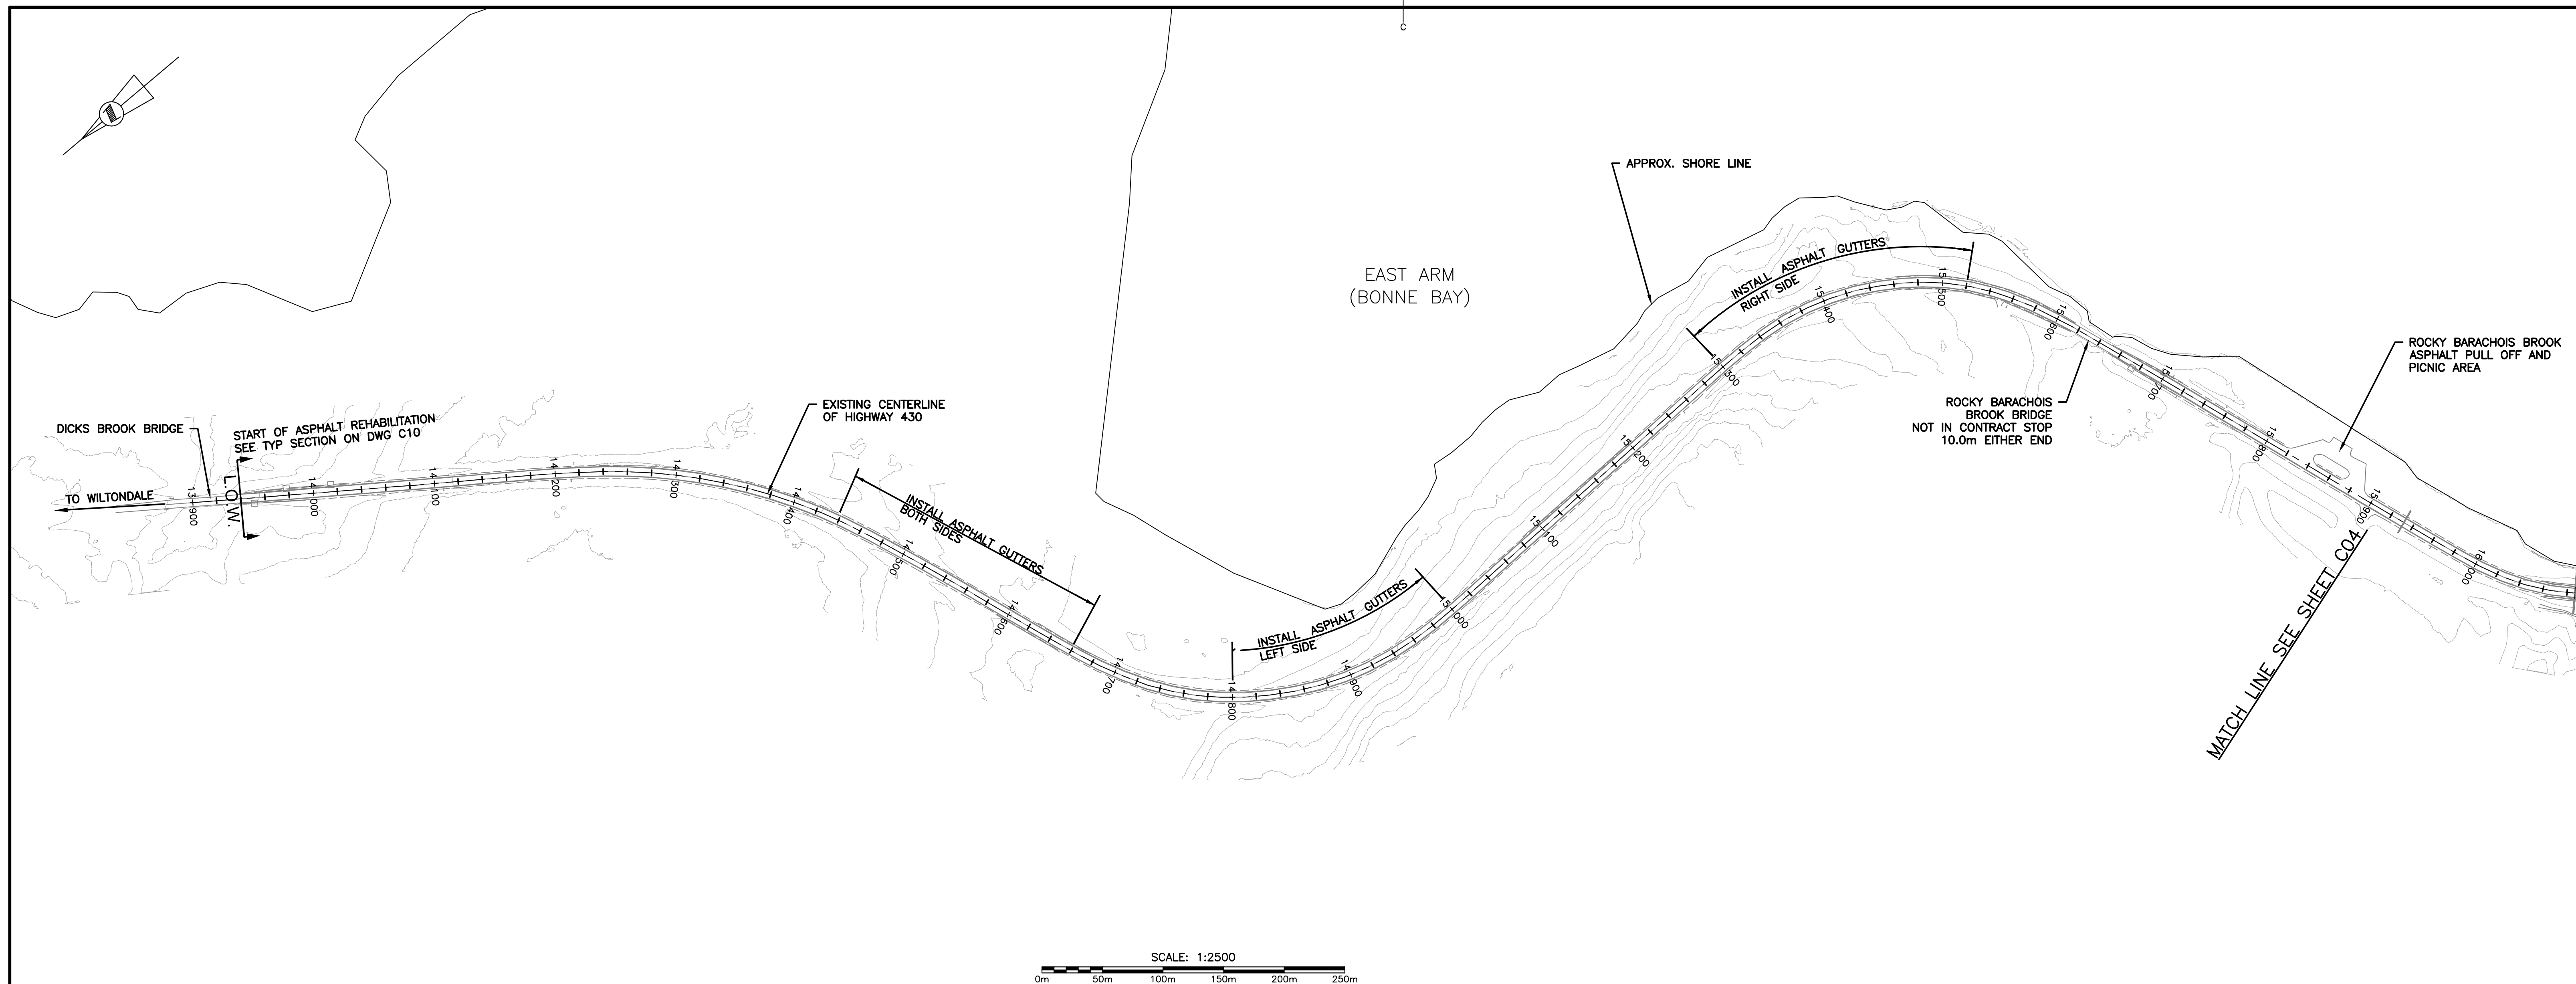 C
APPROX. SHORE LINE
EAST ARM
(BONNE BAY)
INSTALL ASPHALT GUTTERS
RIGHT SIDE
ROCKY BARACHOIS BROOK
ASPHALT PULL OFF AND
PICNIC AREA
ROCKY BARACHOIS
BROOK BRIDGE
NOT IN CONTRACT STOP
10.0m EITHER END
EXISTING CENTERLINE
OF HIGHWAY 430
DICKS BROOK BRIDGE
START OF ASPHALT REHABILITATION
SEE TYP SECTION ON DWG C10
TO WILTONDALE
L.O.W.
INSTALL ASPHALT GUTTERS
BOTH SIDES
INSTALL ASPHALT GUTTERS
LEFT SIDE
13+900
14+000
14+100
14+200
14+300
14+400
14+500
14+600
14+700
14+800
14+900
15+000
15+100
15+200
15+300
15+400
15+500
15+600
15+700
15+800
15+900
16+000
MATCH LINE SEE SHEET C04
SCALE: 1:2500
0m 50m 100m 150m 200m 250m